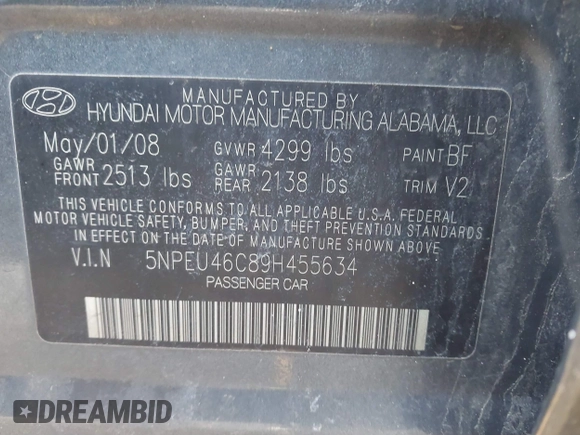 MANUFACTURED BY
HYUNDAI MOTOR MANUFACTURING ALABAMA, LLC
May/01/08 GVWR 4299 lbs PAINT BF
GAWR FRONT 2513 lbs GAWR REAR 2138 lbs TRIM V2
THIS VEHICLE CONFORMS TO ALL APPLICABLE U.S.A. FEDERAL
MOTOR VEHICLE SAFETY, BUMPER, AND THEFT PREVENTION STANDARDS
IN EFFECT ON THE DATE OF MANUFACTURE SHOWN ABOVE
V.I.N 5NPEU46C89H455634
PASSENGER CAR
DREAMBID